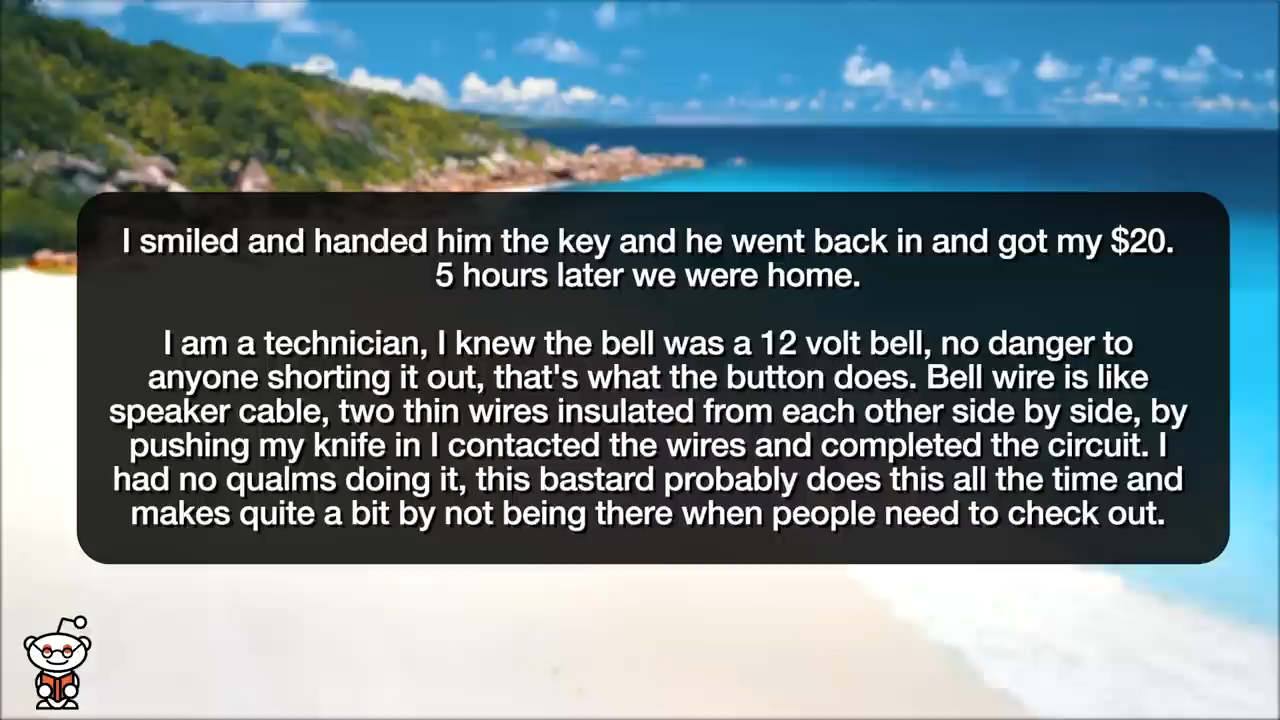 I smiled and handed him the key and he went back in and got my $20.
5 hours later we were home.
I am a technician, I knew the bell was a 12 volt bell, no danger to
anyone shorting it out, that's what the button does. Bell wire is like
speaker cable, two thin wires insulated from each other side by side, by
pushing my knife in I contacted the wires and completed the circuit. I
had no qualms doing it, this bastard probably does this all the time and
makes quite a bit by not being there when people need to check out.